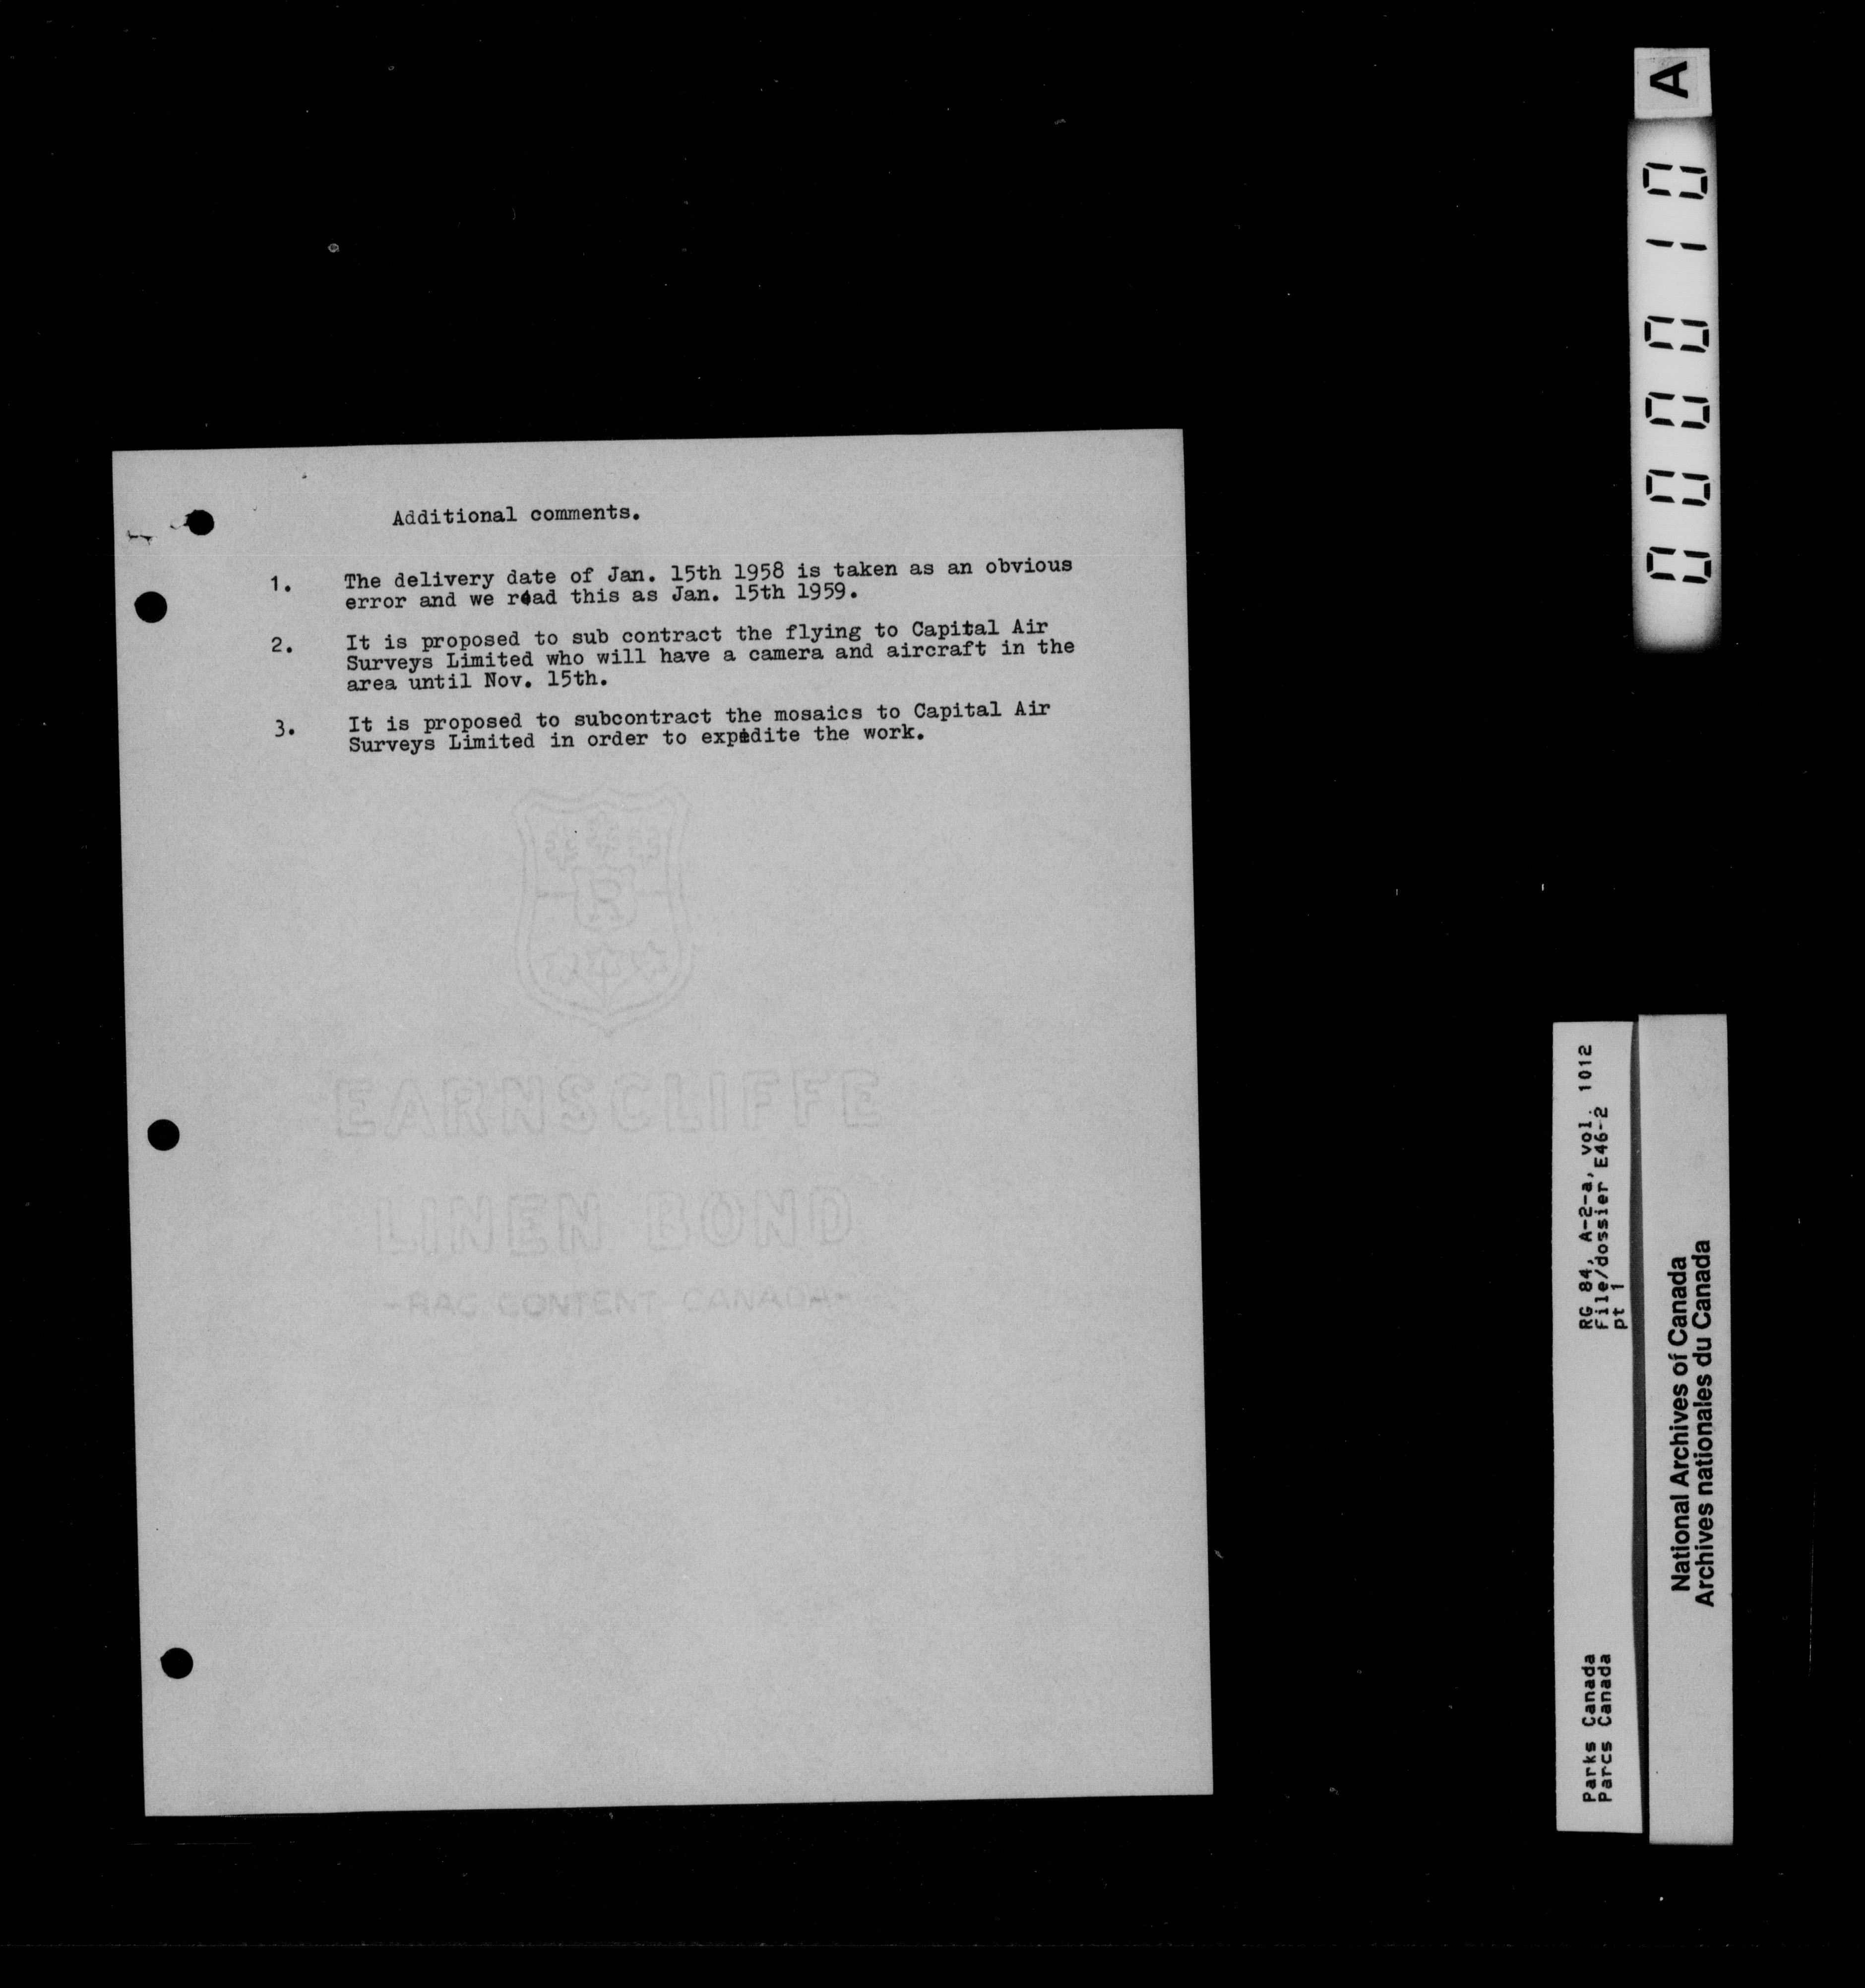 Additional comments.
1. The delivery date of Jan. 15th 1958 is taken as an obvious
error and we read this as Jan. 15th 1959.
2. It is proposed to sub contract the flying to Capital Air
Surveys Limited who will have a camera and aircraft in the
area until Nov. 15th.
3. It is proposed to subcontract the mosaics to Capital Air
Surveys Limited in order to expedite the work.
EARNSCLIFFE
LINEN BOND
-RAG CONTENT CANADA-
A
000010
RG 84, A-2-a, vol. 1012
File/dossier E46-2
pt 1
Parks Canada
Parcs Canada
National Archives of Canada
Archives nationales du Canada